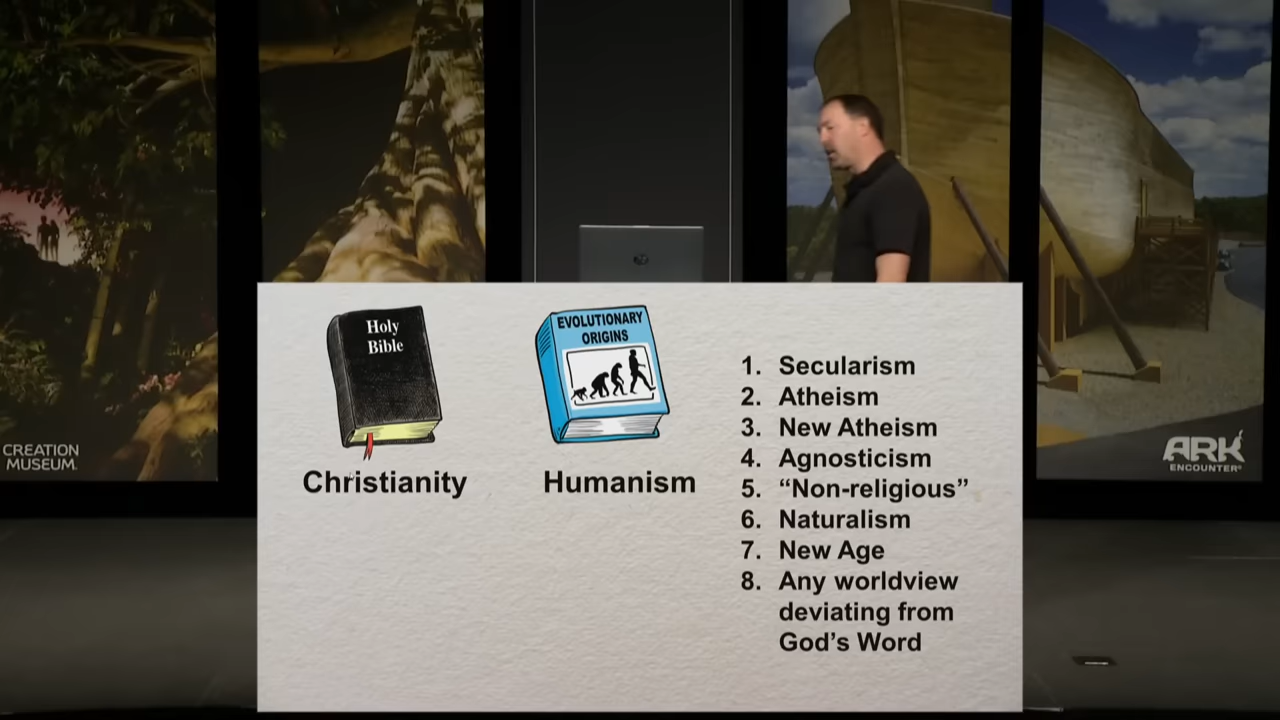 CREATION
MUSEUM
ARK
ENCOUNTER
Holy
Bible
Christianity
EVOLUTIONARY
ORIGINS
Humanism
1. Secularism
2. Atheism
3. New Atheism
4. Agnosticism
5. “Non-religious”
6. Naturalism
7. New Age
8. Any worldview
deviating from
God’s Word